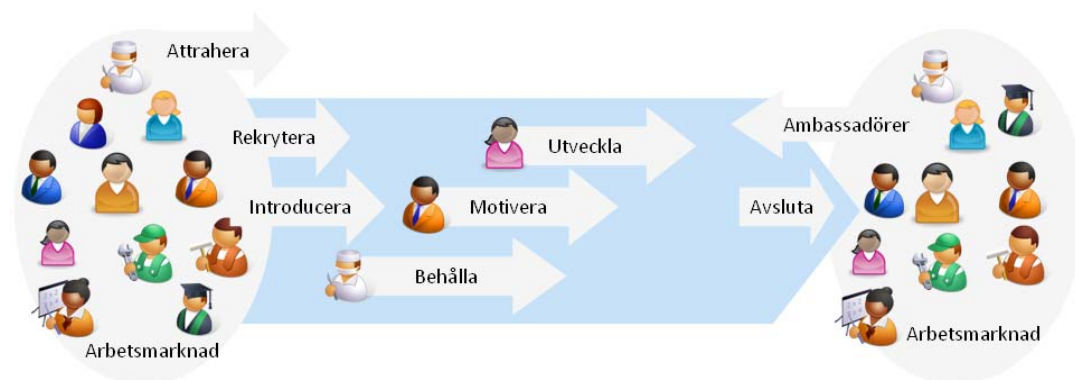 Attrahera
Rekrytera
Introducera
Utveckla
Motivera
Behålla
Ambassadörer
Avsluta
Arbetsmarknad
Arbetsmarknad